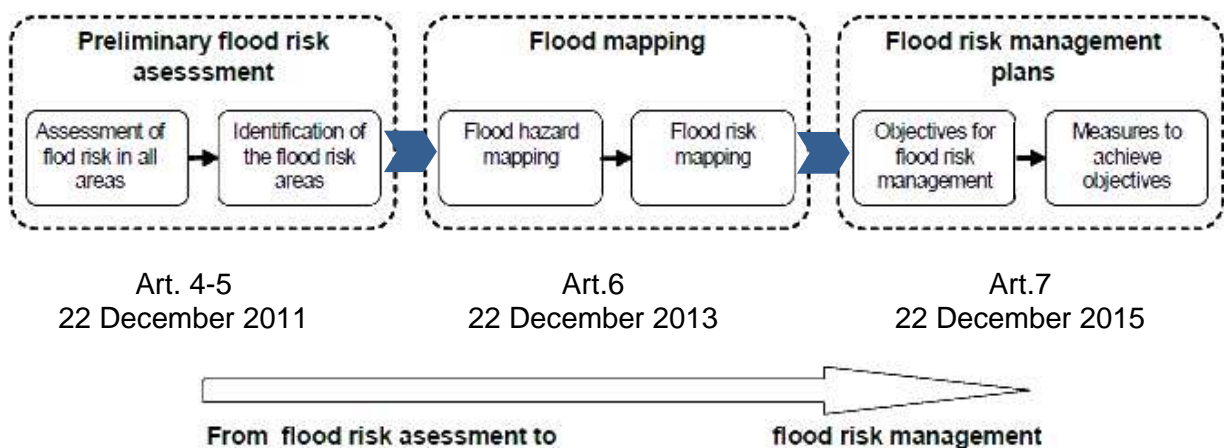 Preliminary flood risk
asesssment
Assessment of
flod risk in all
areas
Identification of
the flood risk
areas
Flood mapping
Flood hazard
mapping
Flood risk
mapping
Flood risk management
plans
Objectives for
flood risk
management
Measures to
achieve
objectives
Art. 4-5
22 December 2011
Art.6
22 December 2013
Art.7
22 December 2015
From flood risk asessment to flood risk management